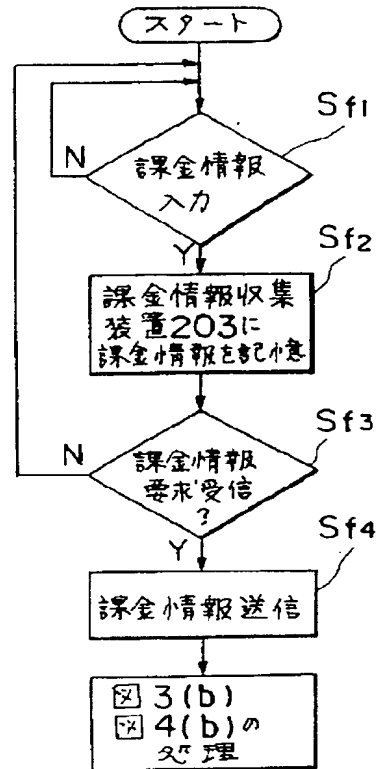 スタート
Sf1
N
課金情報
入力
Y
Sf2
課金情報収集
装置203に
課金情報を記憶
Sf3
N
課金情報
要求受信
?
Y
Sf4
課金情報送信
図3(b)
図4(b)の
処理